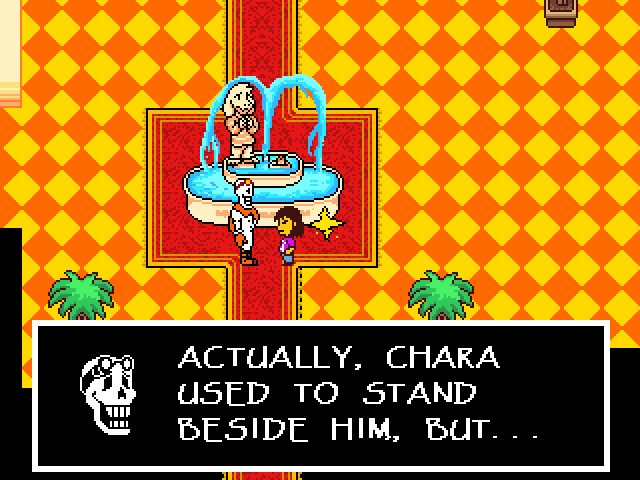 ACTUALLY, CHARA
USED TO STAND
BESIDE HIM, BUT...